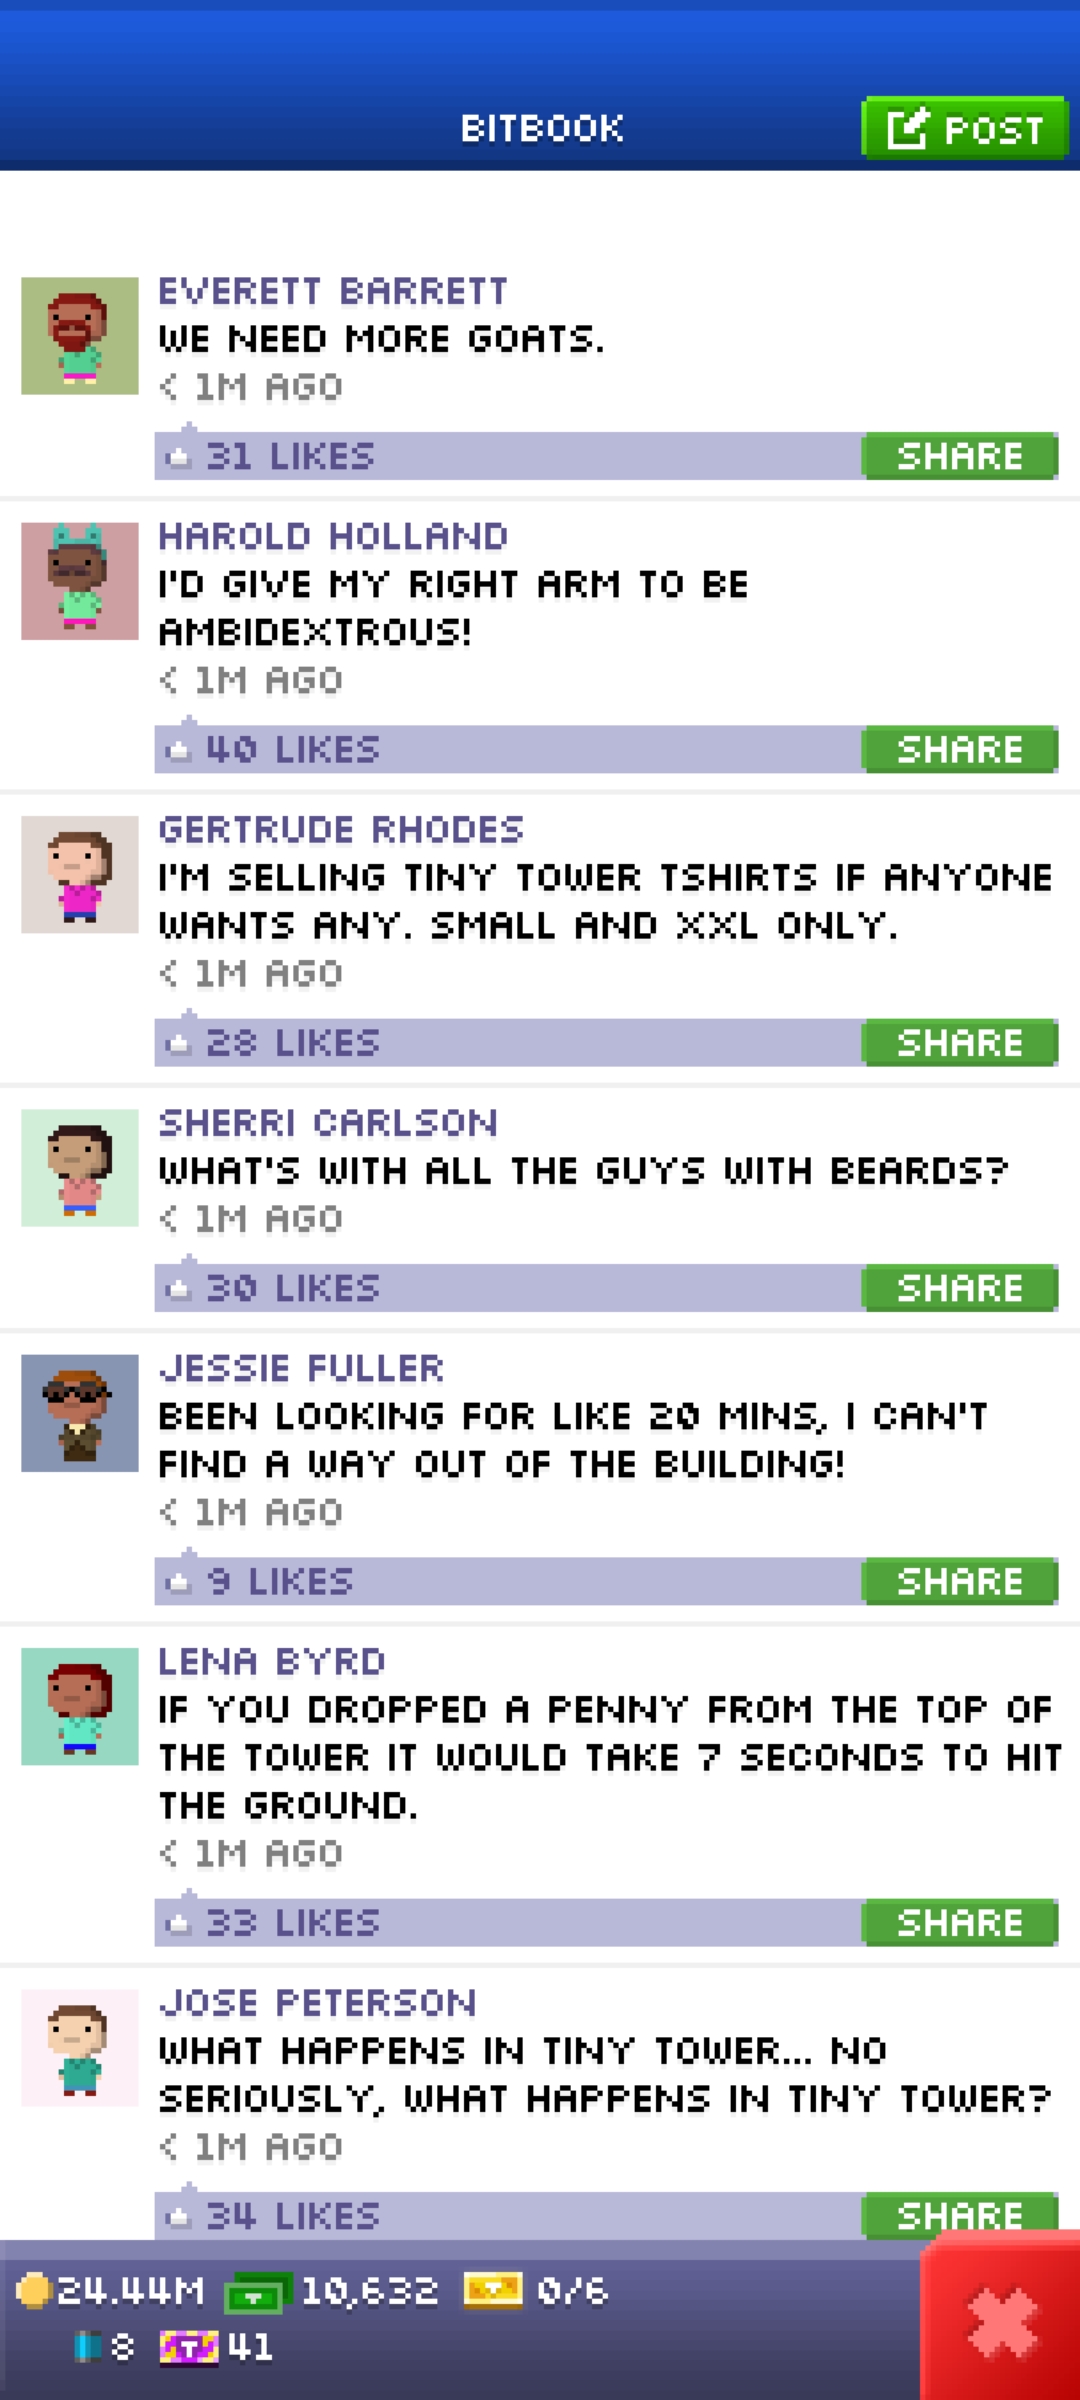 BITBOOK
POST
EVERETT BARRETT
WE NEED MORE GOATS.
< 1M AGO
31 LIKES
SHARE
HAROLD HOLLAND
I'D GIVE MY RIGHT ARM TO BE
AMBIDEXTROUS!
< 1M AGO
40 LIKES
SHARE
GERTRUDE RHODES
I'M SELLING TINY TOWER TSHIRTS IF ANYONE
WANTS ANY. SMALL AND XXL ONLY.
< 1M AGO
28 LIKES
SHARE
SHERRI CARLSON
WHAT'S WITH ALL THE GUYS WITH BEARDS?
< 1M AGO
30 LIKES
SHARE
JESSIE FULLER
BEEN LOOKING FOR LIKE 20 MINS, I CAN'T
FIND A WAY OUT OF THE BUILDING!
< 1M AGO
9 LIKES
SHARE
LENA BYRD
IF YOU DROPPED A PENNY FROM THE TOP OF
THE TOWER IT WOULD TAKE 7 SECONDS TO HIT
THE GROUND.
< 1M AGO
33 LIKES
SHARE
JOSE PETERSON
WHAT HAPPENS IN TINY TOWER... NO
SERIOUSLY, WHAT HAPPENS IN TINY TOWER?
< 1M AGO
34 LIKES
SHARE
24.44M 10,632 0/6
8 T 41